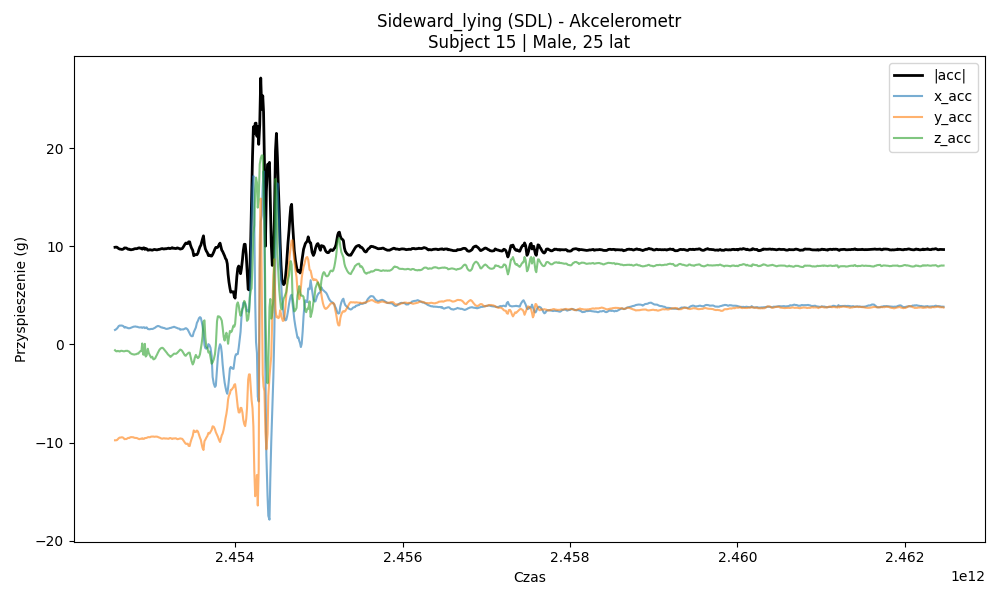 Sideward_lying (SDL) - Akcelerometr
Subject 15 | Male, 25 lat
|acc|
x_acc
y_acc
z_acc
Przyspieszenie (g)
20
10
0
−10
−20
2.454
2.456
2.458
2.460
2.462
1e12
Czas